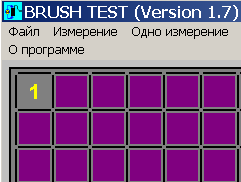 BRUSH TEST (Version 1.7)
Файл Измерение Одно измерение
О программе
1